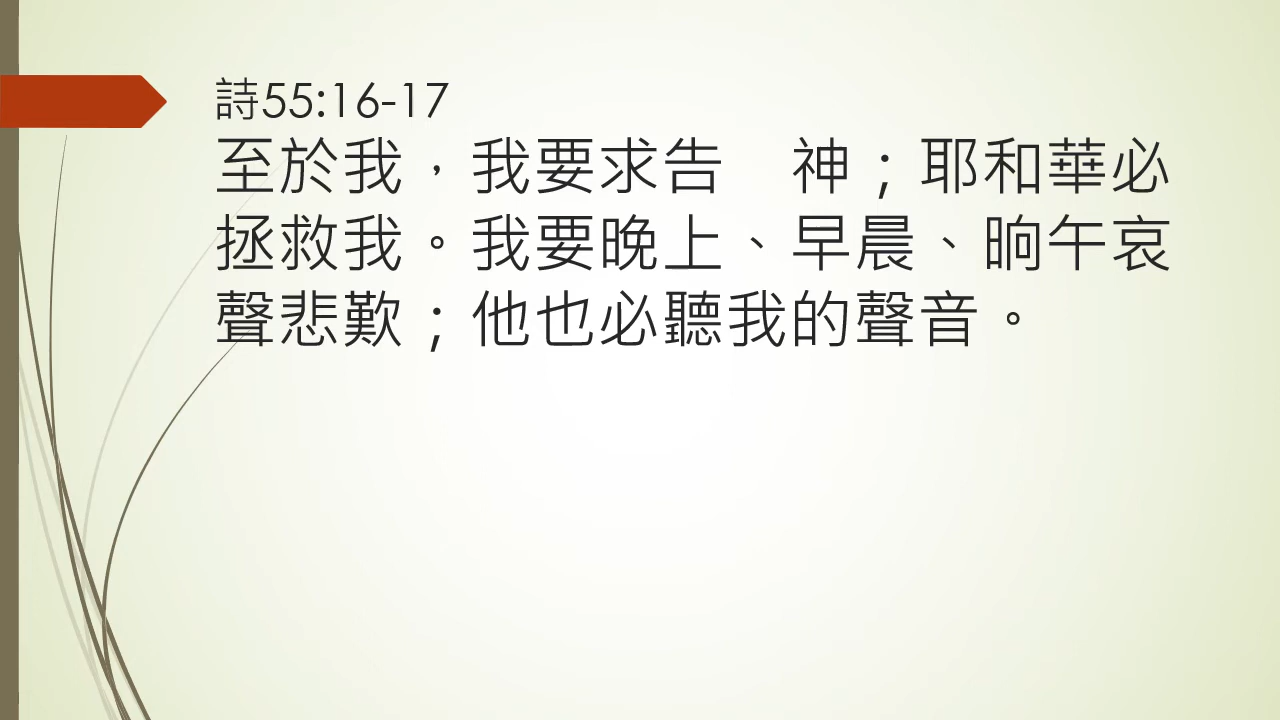 詩55:16-17
至於我，我要求告　神；耶和華必
拯救我。我要晚上、早晨、晌午哀
聲悲歎；他也必聽我的聲音。